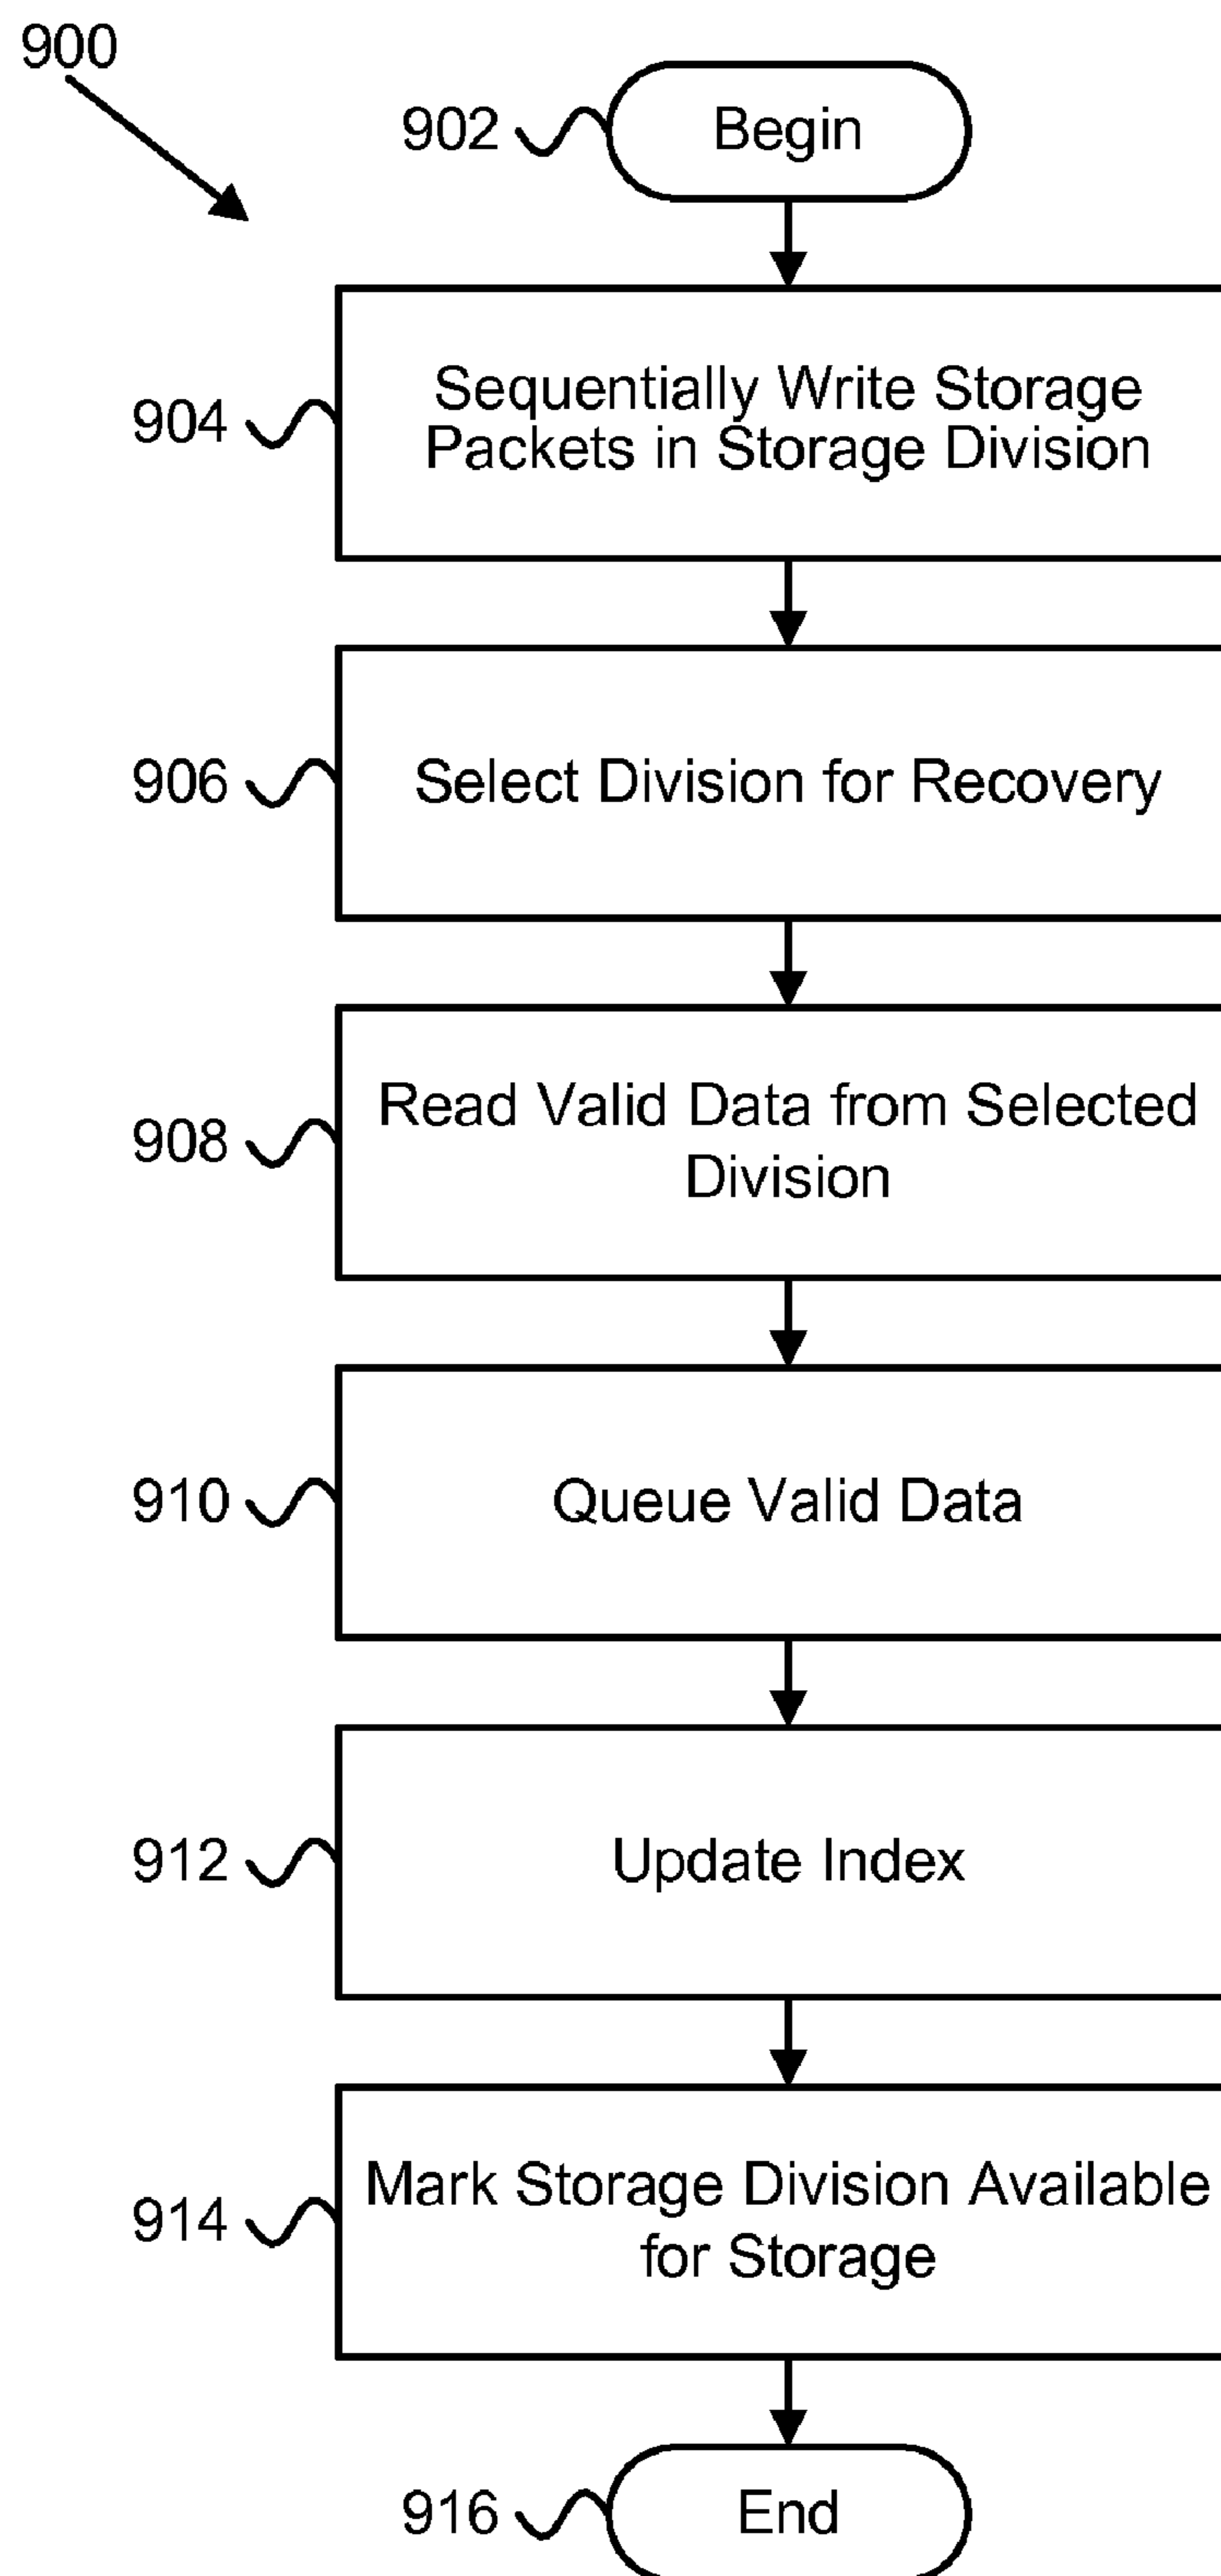 900
902
Begin
904
Sequentially Write Storage
Packets in Storage Division
906
Select Division for Recovery
908
Read Valid Data from Selected
Division
910
Queue Valid Data
912
Update Index
914
Mark Storage Division Available
for Storage
916
End